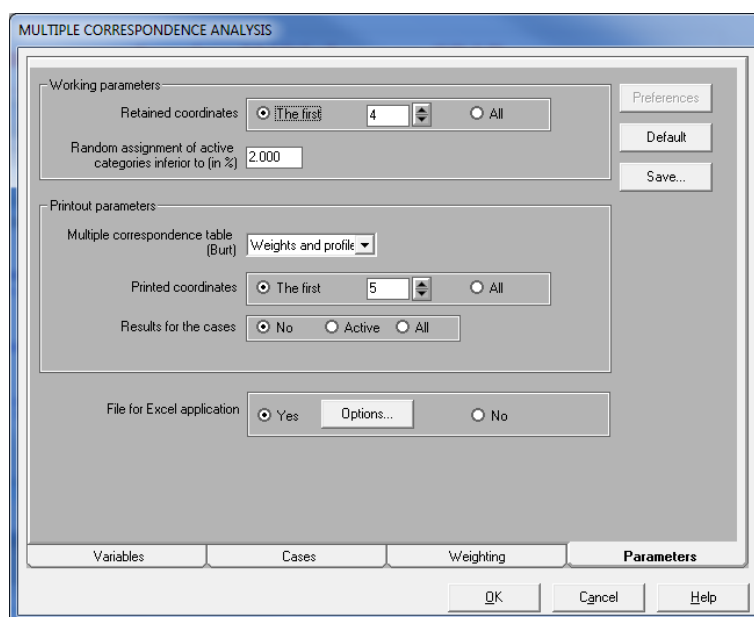 MULTIPLE CORRESPONDENCE ANALYSIS
Working parameters
Retained coordinates The first 4 All
Random assignment of active
categories inferior to (in %) 2.000
Preferences
Default
Save...
Printout parameters
Multiple correspondence table
(Burt) Weights and profile
Printed coordinates The first 5 All
Results for the cases No Active All
File for Excel application Yes Options... No
Variables Cases Weighting Parameters
OK Cancel Help